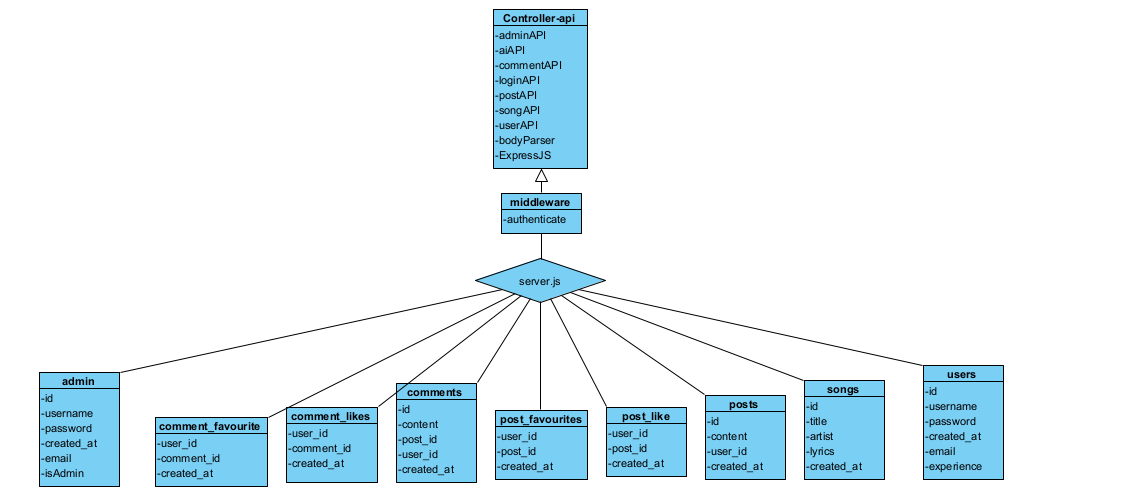 Controller-api
-adminAPI
-aiAPI
-commentAPI
-loginAPI
-postAPI
-songAPI
-userAPI
-bodyParser
-ExpressJS
middleware
-authenticate
server.js
admin
-id
-username
-password
-created_at
-email
-isAdmin
comment_favourite
-user_id
-comment_id
-created_at
comment_likes
-user_id
-comment_id
-created_at
comments
-id
-content
-post_id
-user_id
-created_at
post_favourites
-user_id
-post_id
-created_at
post_like
-user_id
-post_id
-created_at
posts
-id
-content
-user_id
-created_at
songs
-id
-title
-artist
-lyrics
-created_at
users
-id
-username
-password
-created_at
-email
-experience